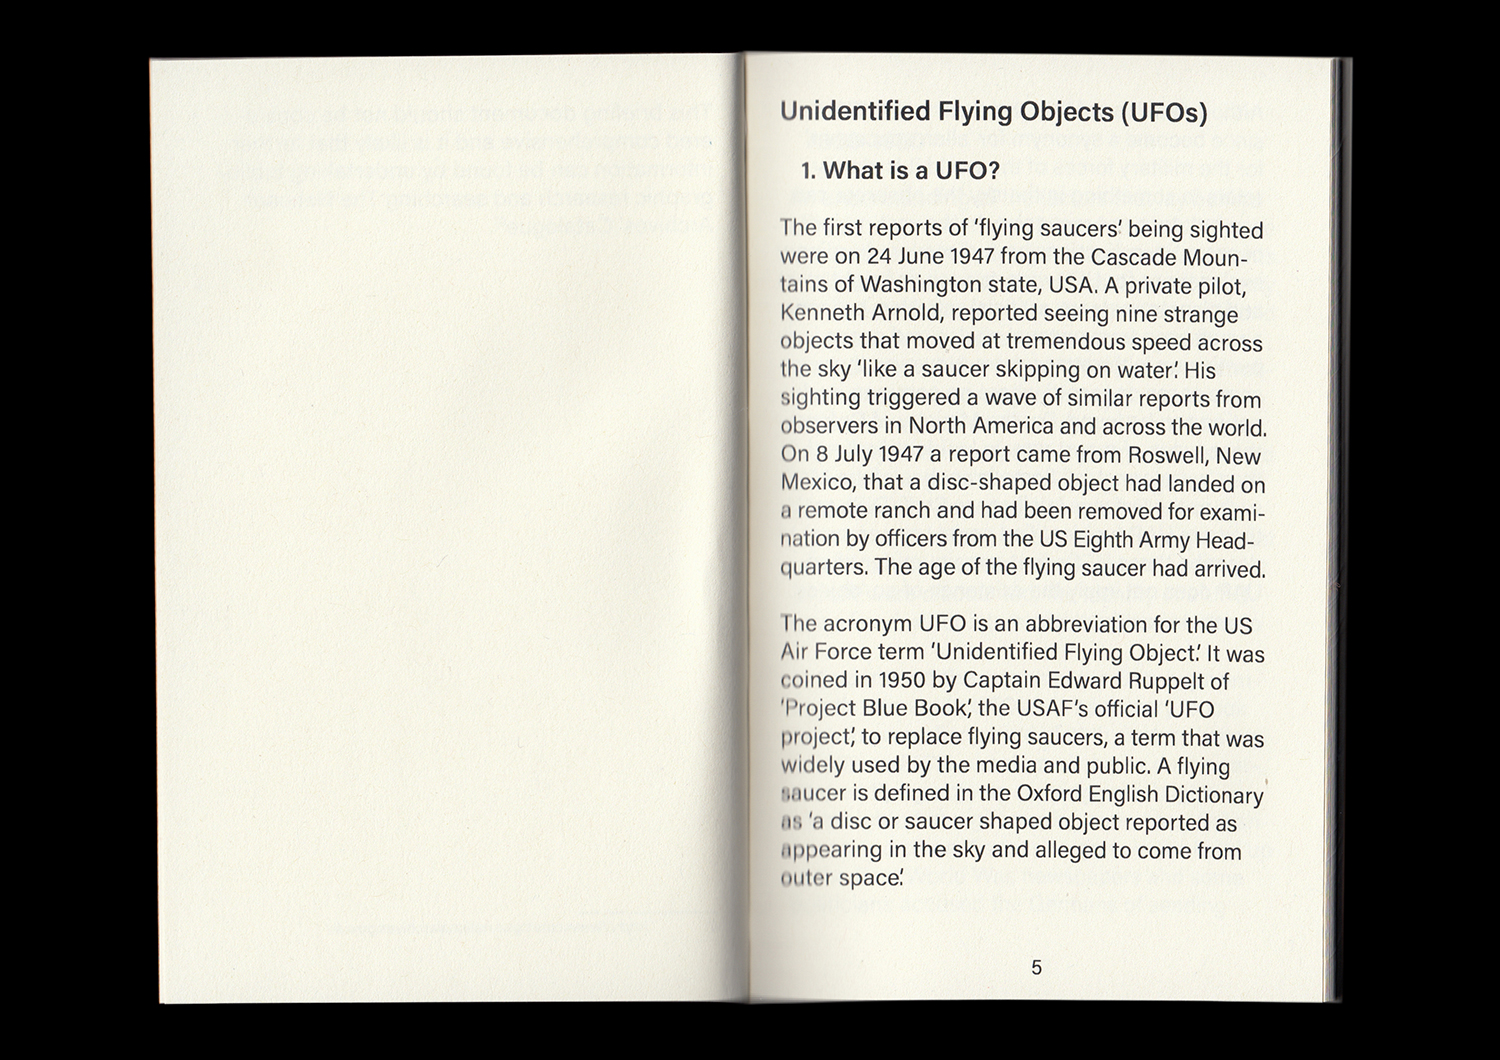 Unidentified Flying Objects (UFOs)
1. What is a UFO?
The first reports of ‘flying saucers’ being sighted
were on 24 June 1947 from the Cascade Moun-
tains of Washington state, USA. A private pilot,
Kenneth Arnold, reported seeing nine strange
objects that moved at tremendous speed across
the sky ‘like a saucer skipping on water’. His
sighting triggered a wave of similar reports from
observers in North America and across the world.
On 8 July 1947 a report came from Roswell, New
Mexico, that a disc-shaped object had landed on
a remote ranch and had been removed for exami-
nation by officers from the US Eighth Army Head-
quarters. The age of the flying saucer had arrived.
The acronym UFO is an abbreviation for the US
Air Force term ‘Unidentified Flying Object’. It was
coined in 1950 by Captain Edward Ruppelt of
‘Project Blue Book’, the USAF’s official ‘UFO
project’, to replace flying saucers, a term that was
widely used by the media and public. A flying
saucer is defined in the Oxford English Dictionary
as ‘a disc or saucer shaped object reported as
appearing in the sky and alleged to come from
outer space’.
5